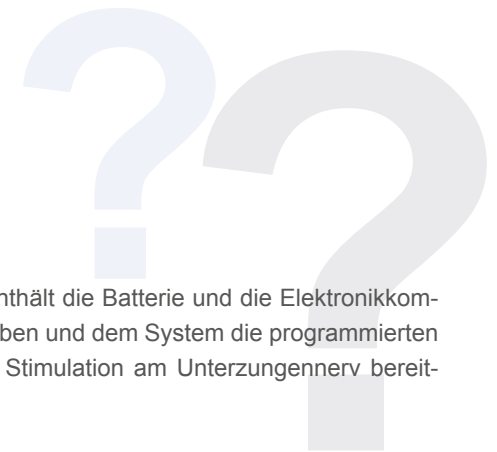 ? ?
nthält die Batterie und die Elektronikkom-
ben und dem System die programmierten
Stimulation am Unterzungennerv bereit-